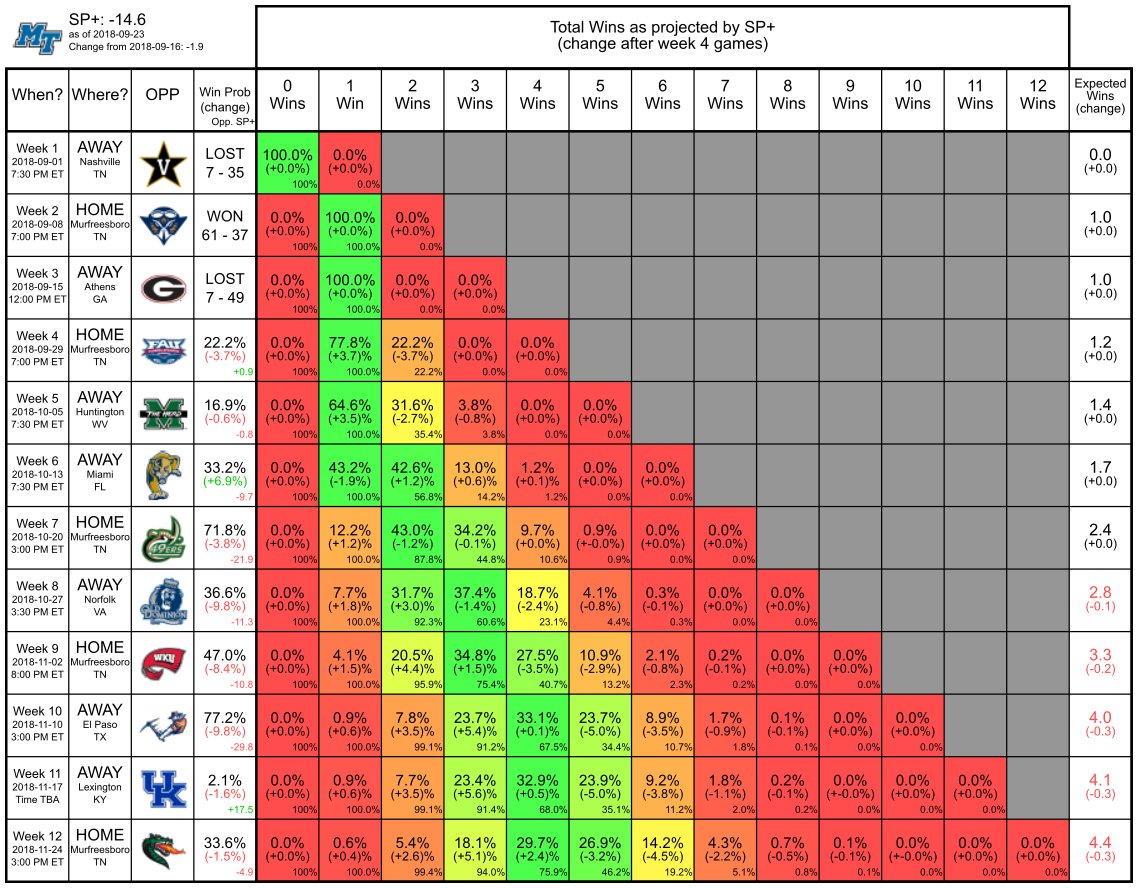 MT
SP+: -14.6
as of 2018-09-23
Change from 2018-09-16: -1.9
Total Wins as projected by SP+
(change after week 4 games)
When? Where? OPP Win Prob (change) Opp. SP+ 0 Wins 1 Win 2 Wins 3 Wins 4 Wins 5 Wins 6 Wins 7 Wins 8 Wins 9 Wins 10 Wins 11 Wins 12 Wins Expected Wins (change)
Week 1 AWAY V LOST 100.0% 0.0% 0.0
2018-09-01 Nashville (+0.0%) (+0.0%) (+0.0)
7:30 PM ET TN 7 - 35 100% 0.0%
Week 2 HOME WON 0.0% 100.0% 0.0% 1.0
2018-09-08 Murfreesboro (+0.0%) (+0.0%) (+0.0%) (+0.0)
7:00 PM ET TN 61 - 37 100% 100.0% 0.0%
Week 3 AWAY G LOST 0.0% 100.0% 0.0% 0.0% 1.0
2018-09-15 Athens (+0.0%) (+0.0%) (+0.0%) (+0.0%) (+0.0)
12:00 PM ET GA 7 - 49 100% 100.0% 0.0% 0.0%
Week 4 HOME FAU 22.2% 0.0% 77.8% 22.2% 0.0% 0.0% 1.2
2018-09-29 Murfreesboro (-3.7%) (+0.0%) (+3.7)% (-3.7%) (+0.0%) (+0.0%) (+0.0)
7:00 PM ET TN +0.9 100% 100.0% 22.2% 0.0% 0.0%
Week 5 AWAY M THE HERD 16.9% 0.0% 64.6% 31.6% 3.8% 0.0% 0.0% 1.4
2018-10-05 Huntington (-0.6%) (+0.0%) (+3.5)% (-2.7%) (-0.8%) (+0.0%) (+0.0%) (+0.0)
7:30 PM ET WV -0.8 100% 100.0% 35.4% 3.8% 0.0% 0.0%
Week 6 AWAY 33.2% 0.0% 43.2% 42.6% 13.0% 1.2% 0.0% 0.0% 1.7
2018-10-13 Miami (+6.9%) (+0.0%) (-1.9%) (+1.2)% (+0.6)% (+0.1)% (+0.0%) (+0.0%) (+0.0)
7:30 PM ET FL -9.7 100% 100.0% 56.8% 14.2% 1.2% 0.0% 0.0%
Week 7 HOME 49ERS 71.8% 0.0% 12.2% 43.0% 34.2% 9.7% 0.9% 0.0% 0.0% 2.4
2018-10-20 Murfreesboro (-3.8%) (+0.0%) (+1.2)% (-1.2%) (-0.1%) (+0.0%) (+-0.0%) (+0.0%) (+0.0%) (+0.0)
3:00 PM ET TN -21.9 100% 100.0% 87.8% 44.8% 10.6% 0.9% 0.0% 0.0%
Week 8 AWAY OLD DOMINION 36.6% 0.0% 7.7% 31.7% 37.4% 18.7% 4.1% 0.3% 0.0% 0.0% 2.8
2018-10-27 Norfolk (-9.8%) (+0.0%) (+1.8)% (+3.0)% (-1.4%) (-2.4%) (-0.8%) (-0.1%) (+0.0%) (+0.0%) (-0.1)
3:30 PM ET VA -11.3 100% 100.0% 92.3% 60.6% 23.1% 4.4% 0.3% 0.0% 0.0%
Week 9 HOME WKU 47.0% 0.0% 4.1% 20.5% 34.8% 27.5% 10.9% 2.1% 0.2% 0.0% 0.0% 3.3
2018-11-02 Murfreesboro (-8.4%) (+0.0%) (+1.5)% (+4.4)% (+1.5)% (-3.5%) (-2.9%) (-0.8%) (-0.1%) (+0.0%) (+0.0%) (-0.2)
8:00 PM ET TN -10.8 100% 100.0% 95.9% 75.4% 40.7% 13.2% 2.3% 0.2% 0.0% 0.0%
Week 10 AWAY 77.2% 0.0% 0.9% 7.8% 23.7% 33.1% 23.7% 8.9% 1.7% 0.1% 0.0% 0.0% 4.0
2018-11-10 El Paso (-9.8%) (+0.0%) (+0.6)% (+3.5)% (+5.4)% (+0.1)% (-5.0%) (-3.5%) (-0.9%) (-0.1%) (+0.0%) (+0.0%) (-0.3)
3:00 PM ET TX -29.8 100% 100.0% 99.1% 91.2% 67.5% 34.4% 10.7% 1.8% 0.1% 0.0% 0.0%
Week 11 AWAY UK 2.1% 0.0% 0.9% 7.7% 23.4% 32.9% 23.9% 9.2% 1.8% 0.2% 0.0% 0.0% 0.0% 4.1
2018-11-17 Lexington (-1.6%) (+0.0%) (+0.6)% (+3.5)% (+5.6)% (+0.5)% (-5.0%) (-3.8%) (-1.1%) (-0.1%) (+-0.0%) (+0.0%) (+0.0%) (-0.3)
Time TBA KY +17.5 100% 100.0% 99.1% 91.4% 68.0% 35.1% 11.2% 2.0% 0.2% 0.0% 0.0% 0.0%
Week 12 HOME 33.6% 0.0% 0.6% 5.4% 18.1% 29.7% 26.9% 14.2% 4.3% 0.7% 0.1% 0.0% 0.0% 0.0% 4.4
2018-11-24 Murfreesboro (-1.5%) (+0.0%) (+0.4)% (+2.6)% (+5.1)% (+2.4)% (-3.2%) (-4.5%) (-2.2%) (-0.5%) (-0.1%) (+-0.0%) (+0.0%) (+0.0%) (-0.3)
3:00 PM ET TN -4.9 100% 100.0% 99.4% 94.0% 75.9% 46.2% 19.2% 5.1% 0.8% 0.1% 0.0% 0.0% 0.0%